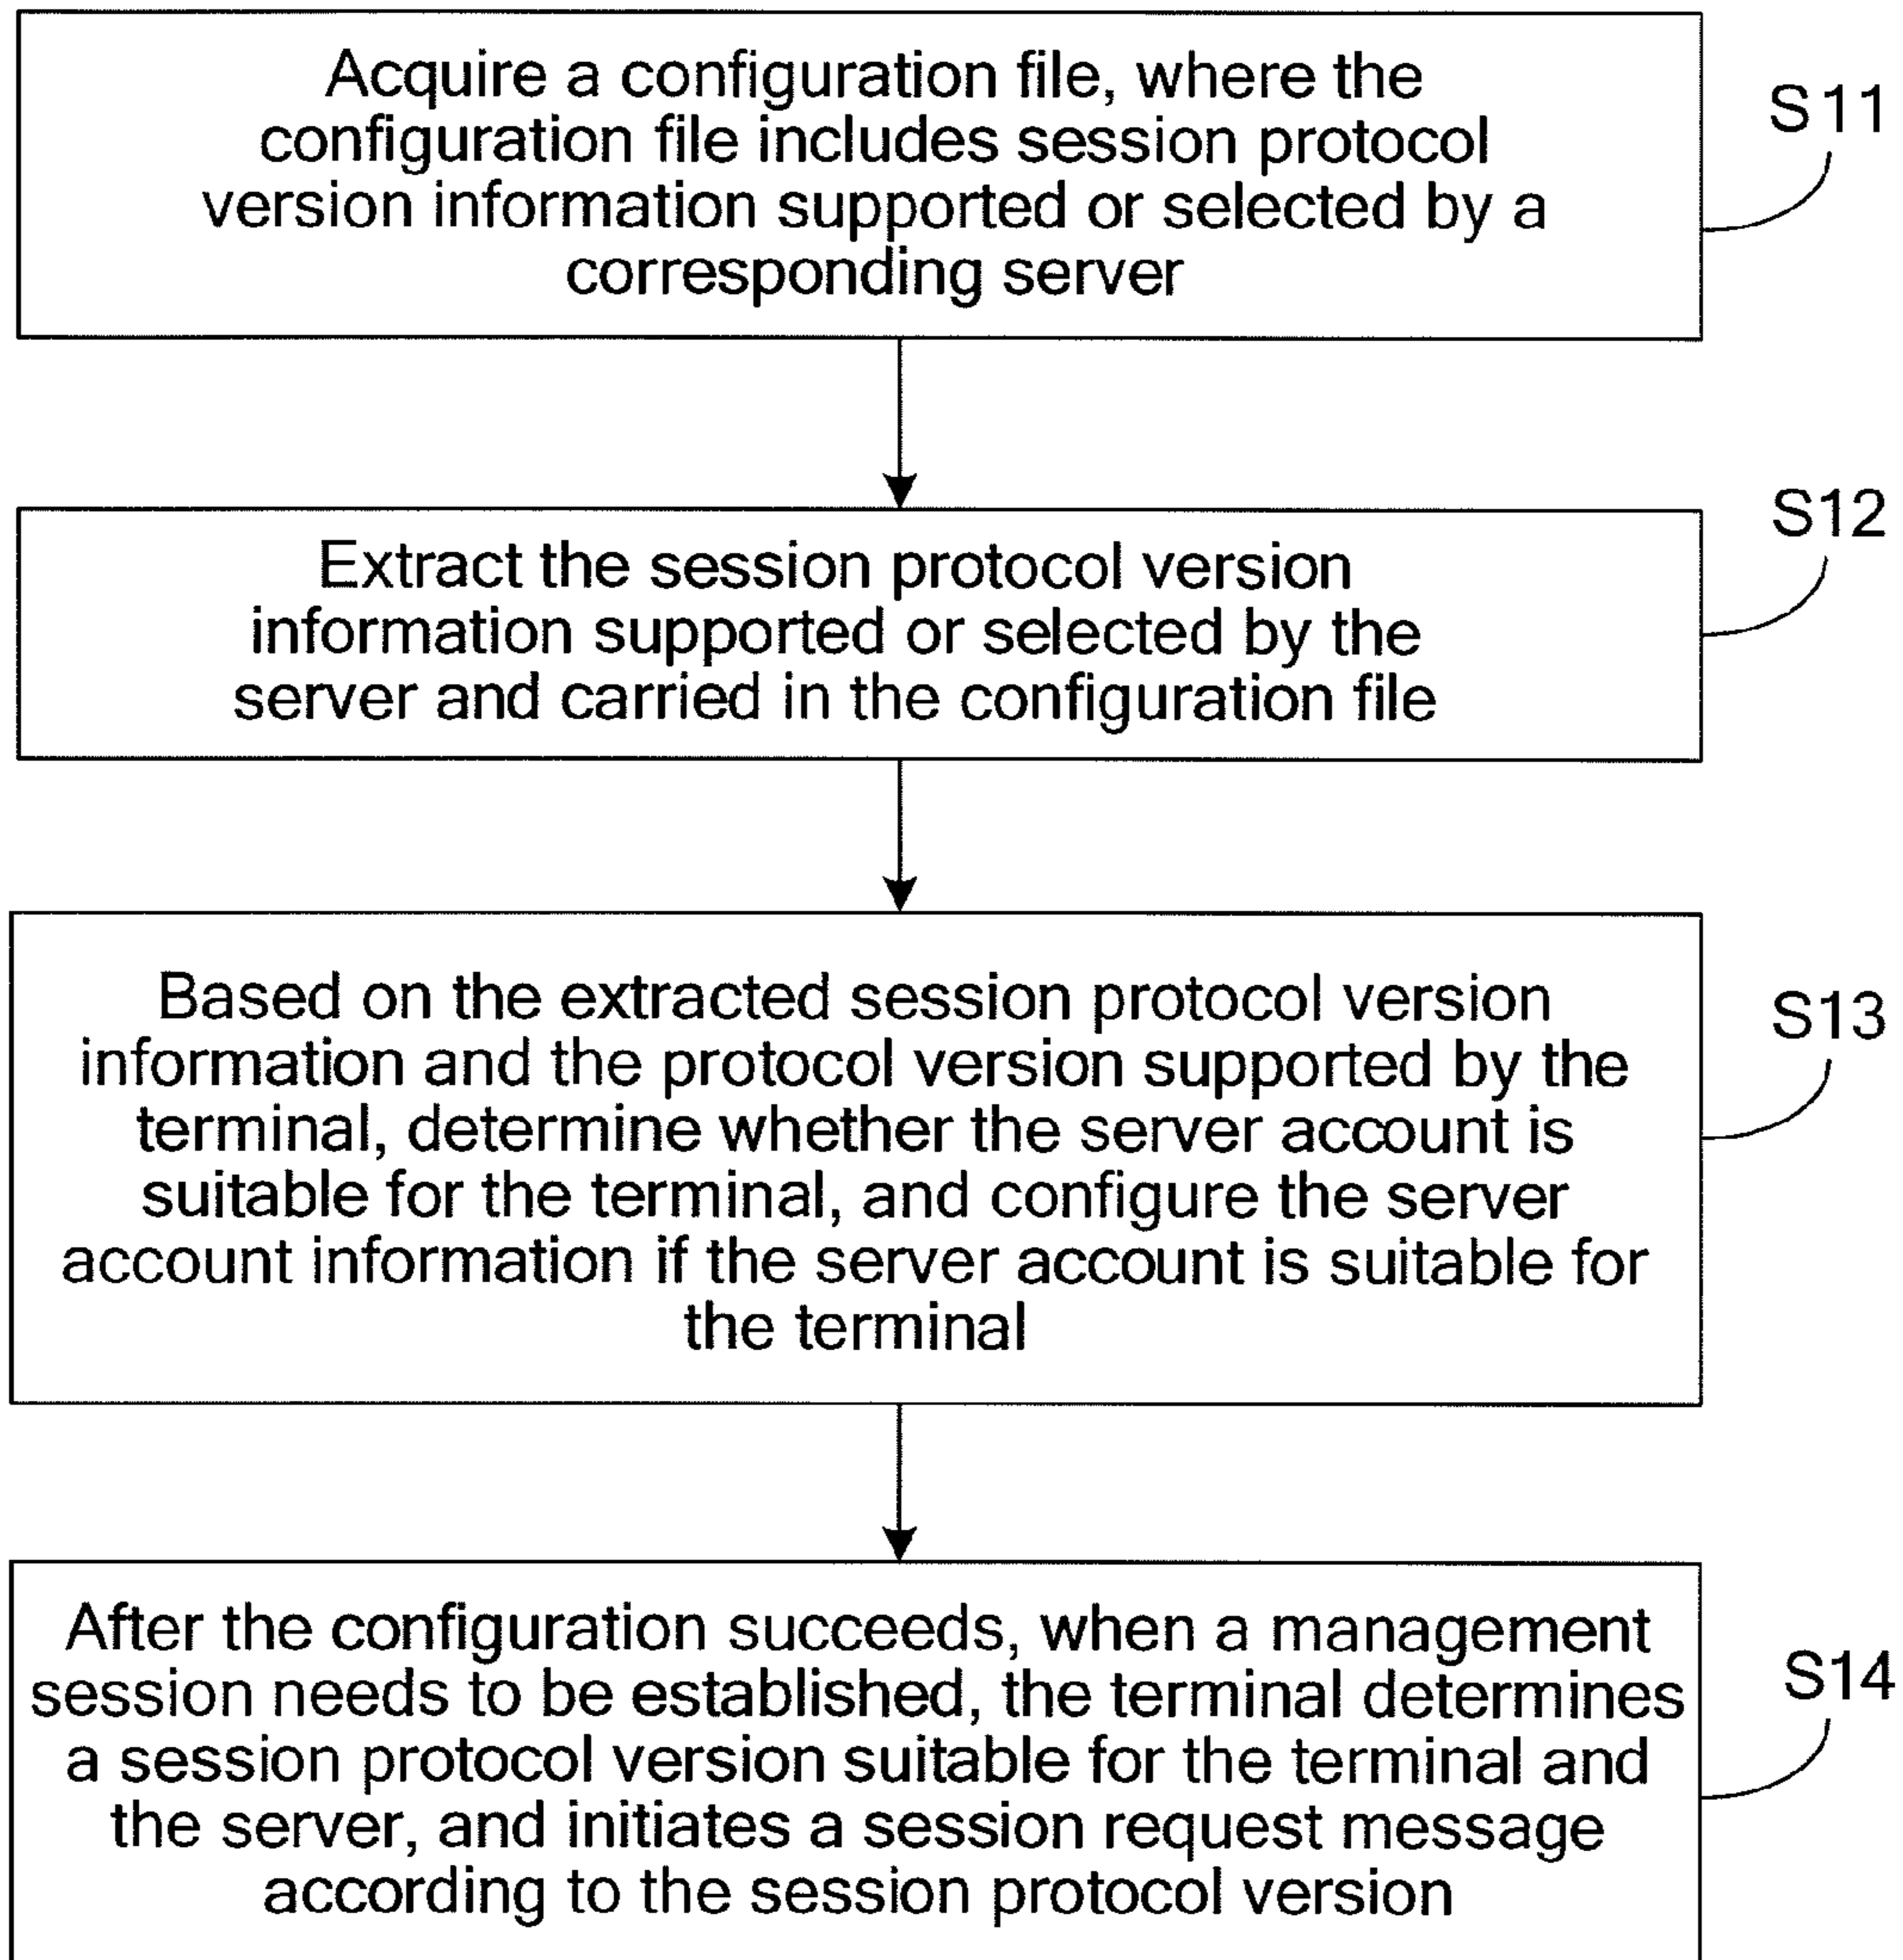 Acquire a configuration file, where the
configuration file includes session protocol
version information supported or selected by a
corresponding server
S11
Extract the session protocol version
information supported or selected by the
server and carried in the configuration file
S12
Based on the extracted session protocol version
information and the protocol version supported by the
terminal, determine whether the server account is
suitable for the terminal, and configure the server
account information if the server account is suitable for
the terminal
S13
After the configuration succeeds, when a management
session needs to be established, the terminal determines
a session protocol version suitable for the terminal and
the server, and initiates a session request message
according to the session protocol version
S14